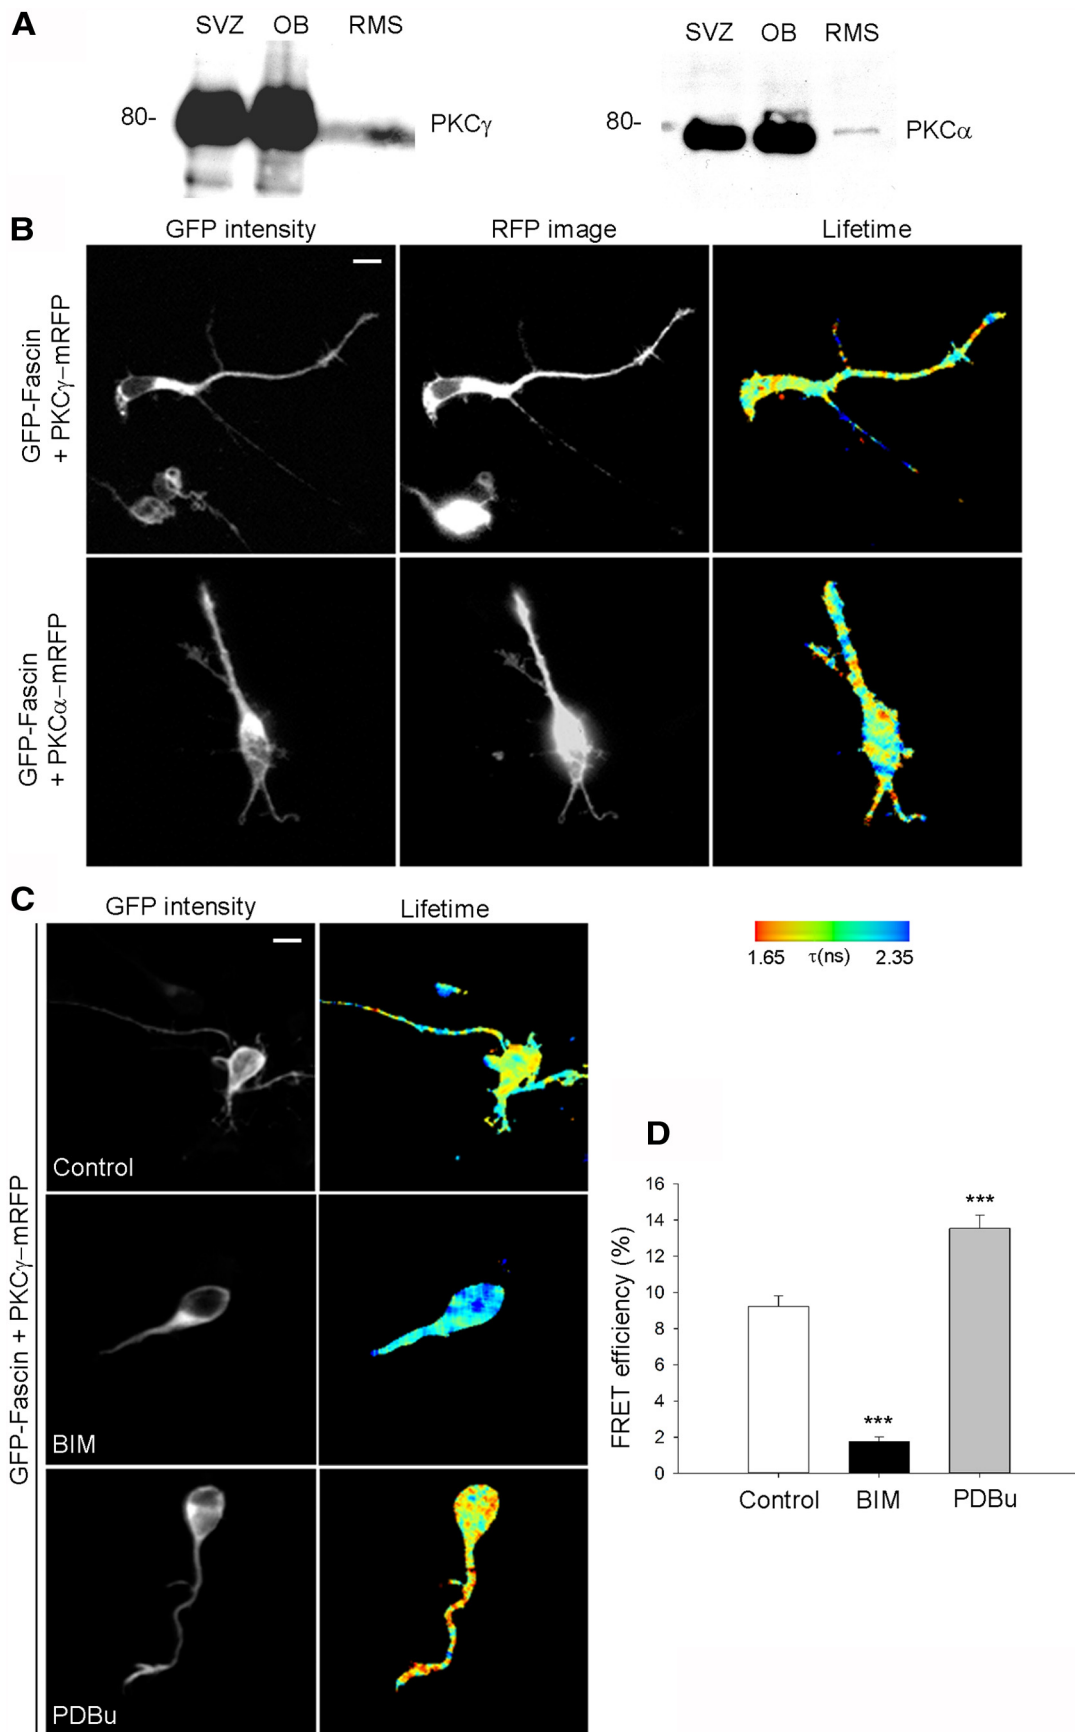 A
SVZ OB RMS
80-
PKCγ
SVZ OB RMS
80-
PKCα
B
GFP intensity
RFP image
Lifetime
GFP-Fascin
+ PKCγ–mRFP
GFP-Fascin
+ PKCα–mRFP
C
GFP intensity
Lifetime
1.65 τ(ns) 2.35
GFP-Fascin + PKCγ–mRFP
Control
BIM
PDBu
D
FRET efficiency (%)
16
14
12
10
8
6
4
2
0
***
***
Control BIM PDBu